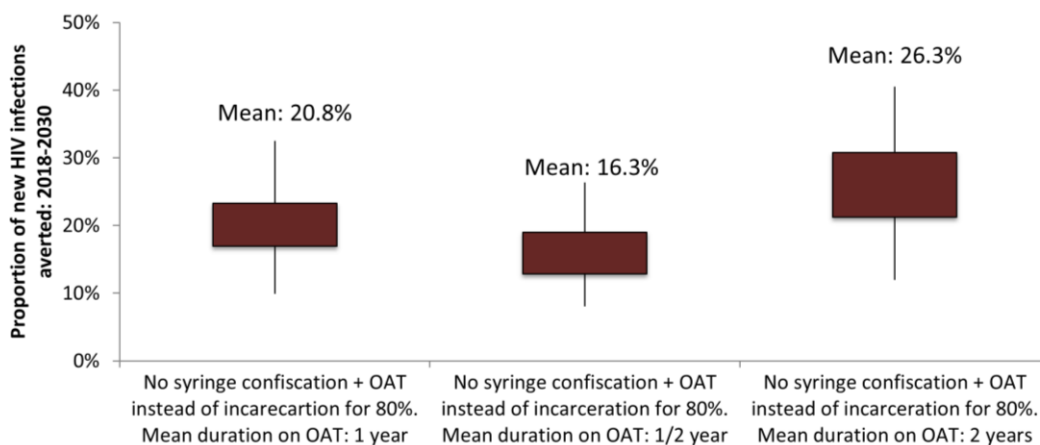 Proportion of new HIV infections
averted: 2018-2030
50%
40%
30%
20%
10%
0%
Mean: 20.8%
Mean: 16.3%
Mean: 26.3%
No syringe confiscation + OAT
instead of incarecartion for 80%.
Mean duration on OAT: 1 year
No syringe confiscation + OAT
instead of incarceration for 80%.
Mean duration on OAT: 1/2 year
No syringe confiscation + OAT
instead of incarceration for 80%.
Mean duration on OAT: 2 years